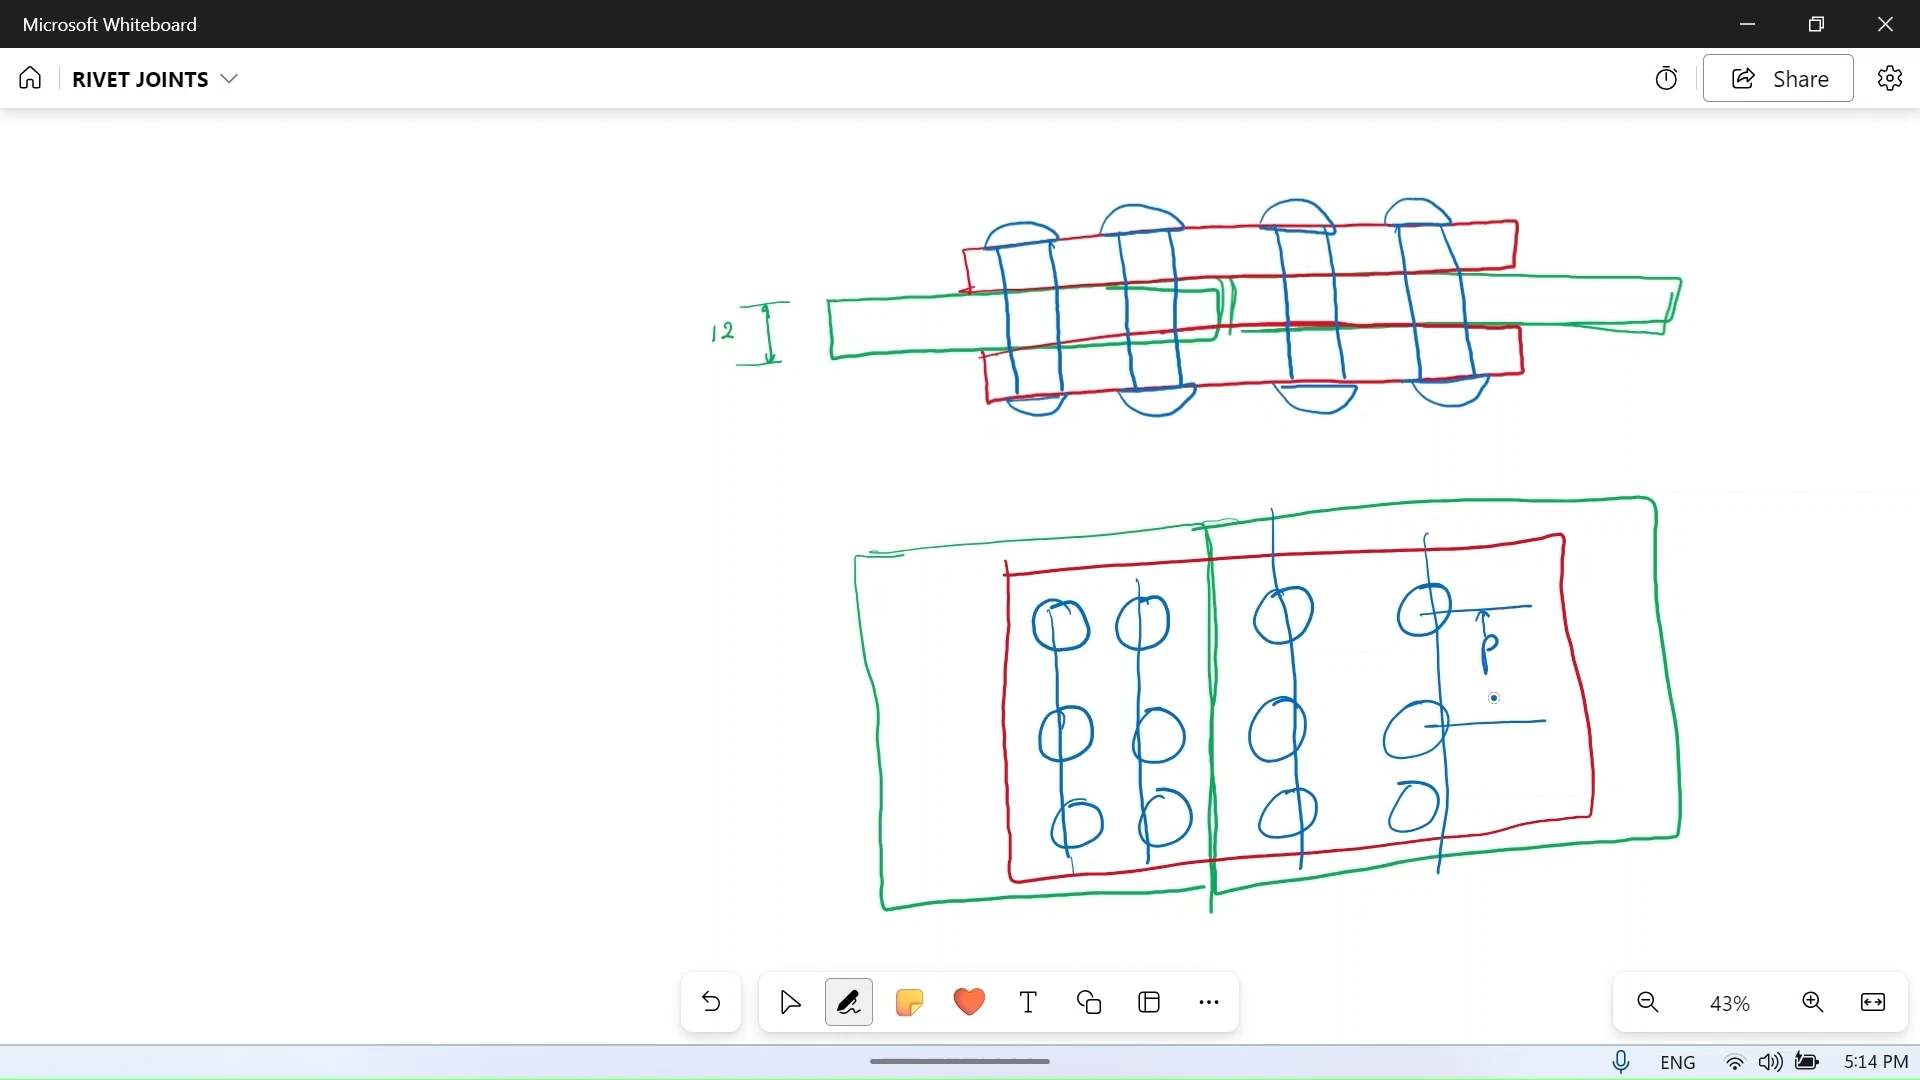 Microsoft Whiteboard
RIVET JOINTS
Share
12
P
T
43%
ENG
5:14 PM